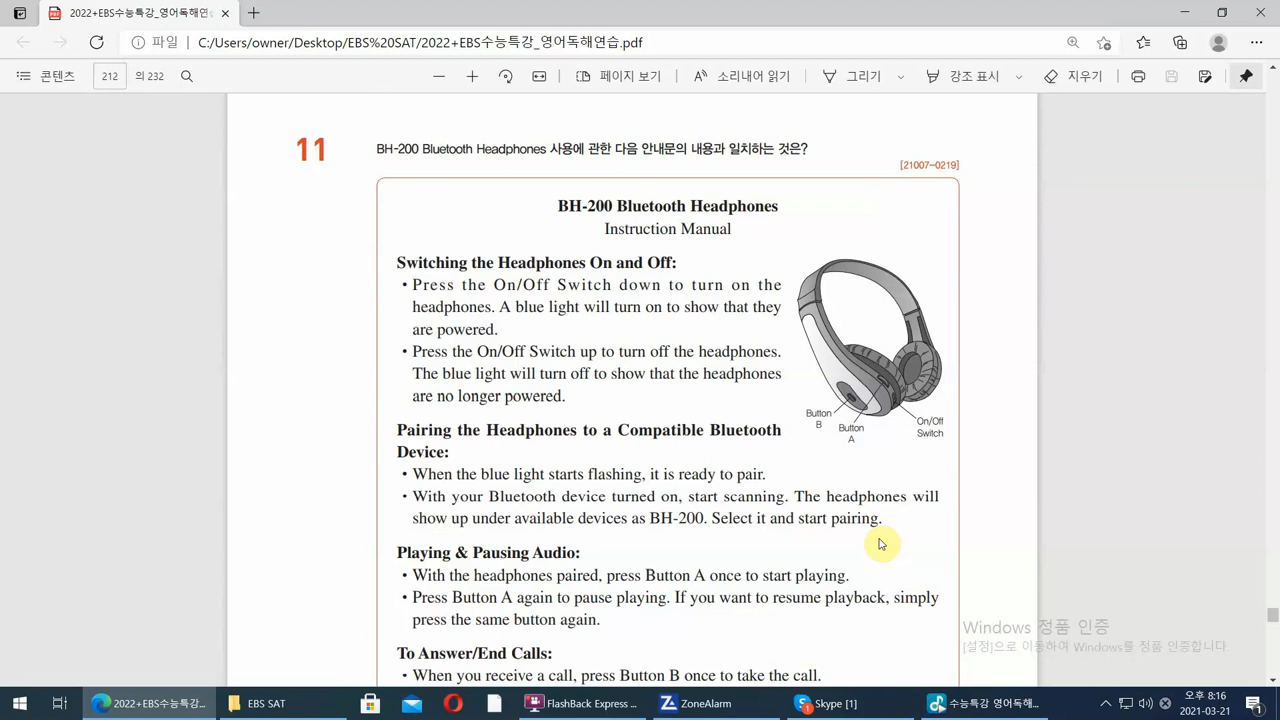 2022+EBS수능특강_영어독해연습
파일
C:/Users/owner/Desktop/EBS%20SAT/2022+EBS수능특강_영어독해연습.pdf
콘텐츠
212
의 232
페이지 보기
소리내어 읽기
그리기
강조 표시
지우기
11
BH-200 Bluetooth Headphones 사용에 관한 다음 안내문의 내용과 일치하는 것은?
[21007-0219]
BH-200 Bluetooth Headphones
Instruction Manual
Switching the Headphones On and Off:
• Press the On/Off Switch down to turn on the
headphones. A blue light will turn on to show that they
are powered.
• Press the On/Off Switch up to turn off the headphones.
The blue light will turn off to show that the headphones
are no longer powered.
Button
B
Button
A
On/Off
Switch
Pairing the Headphones to a Compatible Bluetooth
Device:
• When the blue light starts flashing, it is ready to pair.
• With your Bluetooth device turned on, start scanning. The headphones will
show up under available devices as BH-200. Select it and start pairing.
Playing & Pausing Audio:
• With the headphones paired, press Button A once to start playing.
• Press Button A again to pause playing. If you want to resume playback, simply
press the same button again.
To Answer/End Calls:
• When you receive a call, press Button B once to take the call.
Windows 정품 인증
[설정]으로 이동하여 Windows를 정품 인증합니다.
2022+EBS수능특강_...
EBS SAT
FlashBack Express ...
ZoneAlarm
Skype [1]
수능특강 영어독해...
오후 8:16
2021-03-21